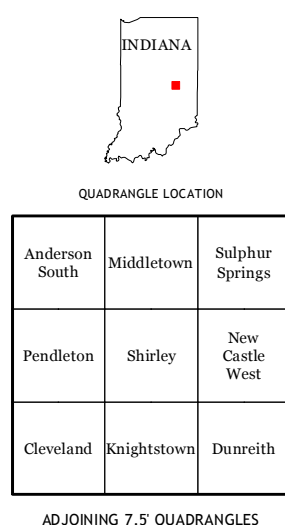 INDIANA
QUADRANGLE LOCATION
Anderson
South
Middletown
Sulphur
Springs
Pendleton
Shirley
New
Castle
West
Cleveland
Knightstown
Dunreith
ADJOINING 7.5' QUADRANGLES